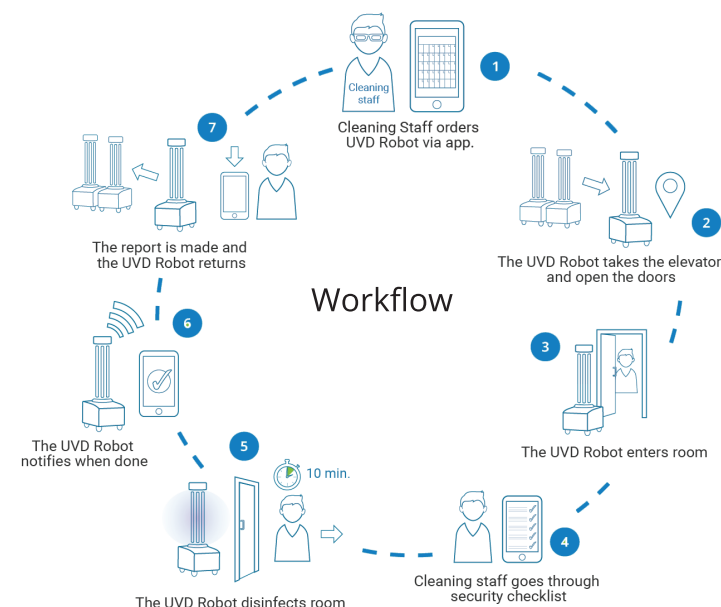 Cleaning
staff
1
Cleaning Staff orders
UVD Robot via app.
2
The UVD Robot takes the elevator
and open the doors
3
The UVD Robot enters room
4
Cleaning staff goes through
security checklist
5
10 min.
The UVD Robot disinfects room
6
The UVD Robot
notifies when done
7
The report is made and
the UVD Robot returns
Workflow